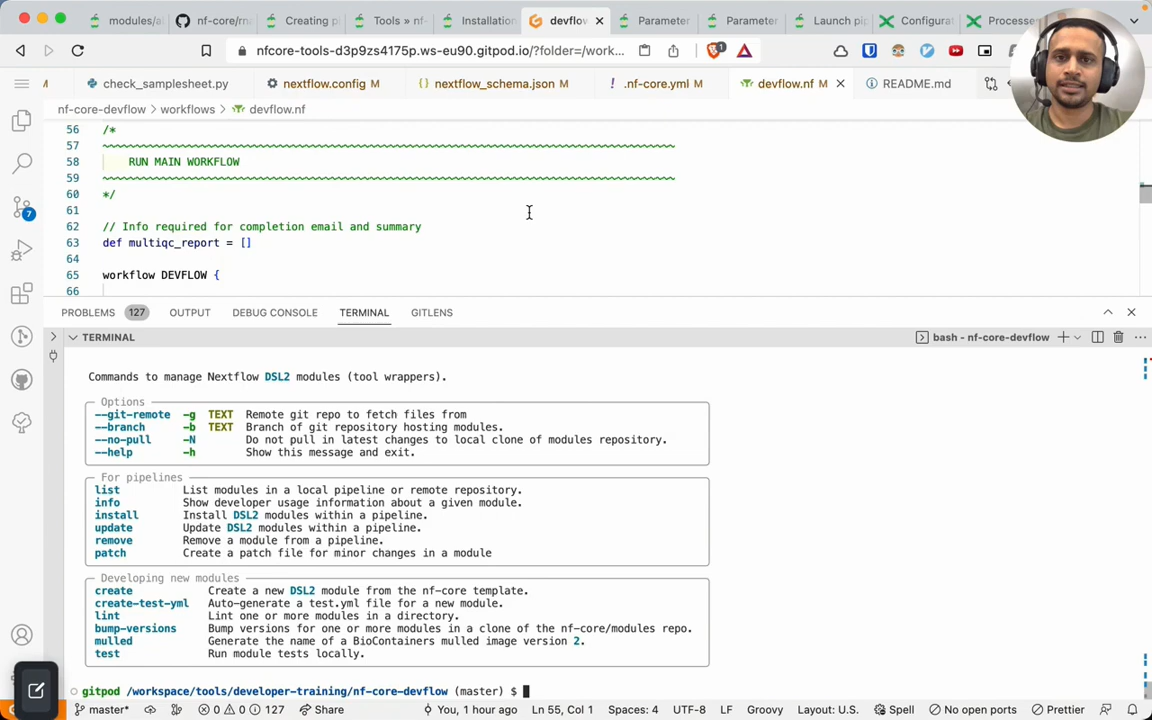 modules/a
nf-core/rn
Creating p
Tools » nf-
Installation
devflow
Parameter
Parameter
Launch pip
Configurat
Processes
nfcore-tools-d3p9zs4175p.ws-eu90.gitpod.io/?folder=/work...
1
M
check_samplesheet.py
nextflow.config M
nextflow_schema.json M
! .nf-core.yml M
devflow.nf M
README.md
nf-core-devflow > workflows > devflow.nf
56 /*
57 ~~~~~~~~~~~~~~~~~~~~~~~~~~~~~~~~~~~~~~~~~~~~~~~~~~~~~~~~~~~~~~~~~~~~~~~~~~~~~~~~~~~~~~~~
58 RUN MAIN WORKFLOW
59 ~~~~~~~~~~~~~~~~~~~~~~~~~~~~~~~~~~~~~~~~~~~~~~~~~~~~~~~~~~~~~~~~~~~~~~~~~~~~~~~~~~~~~~~~
60 */
61
62 // Info required for completion email and summary
63 def multiqc_report = []
64
65 workflow DEVFLOW {
66
7
PROBLEMS 127 OUTPUT DEBUG CONSOLE TERMINAL GITLENS
TERMINAL
bash - nf-core-devflow
Commands to manage Nextflow DSL2 modules (tool wrappers).
Options
--git-remote -g TEXT Remote git repo to fetch files from
--branch -b TEXT Branch of git repository hosting modules.
--no-pull -N Do not pull in latest changes to local clone of modules repository.
--help -h Show this message and exit.
For pipelines
list List modules in a local pipeline or remote repository.
info Show developer usage information about a given module.
install Install DSL2 modules within a pipeline.
update Update DSL2 modules within a pipeline.
remove Remove a module from a pipeline.
patch Create a patch file for minor changes in a module
Developing new modules
create Create a new DSL2 module from the nf-core template.
create-test-yml Auto-generate a test.yml file for a new module.
lint Lint one or more modules in a directory.
bump-versions Bump versions for one or more modules in a clone of the nf-core/modules repo.
mulled Generate the name of a BioContainers mulled image version 2.
test Run module tests locally.
gitpod /workspace/tools/developer-training/nf-core-devflow (master) $
master* 0 0 127 Share You, 1 hour ago Ln 55, Col 1 Spaces: 4 UTF-8 LF Groovy Layout: U.S. Spell No open ports Prettier